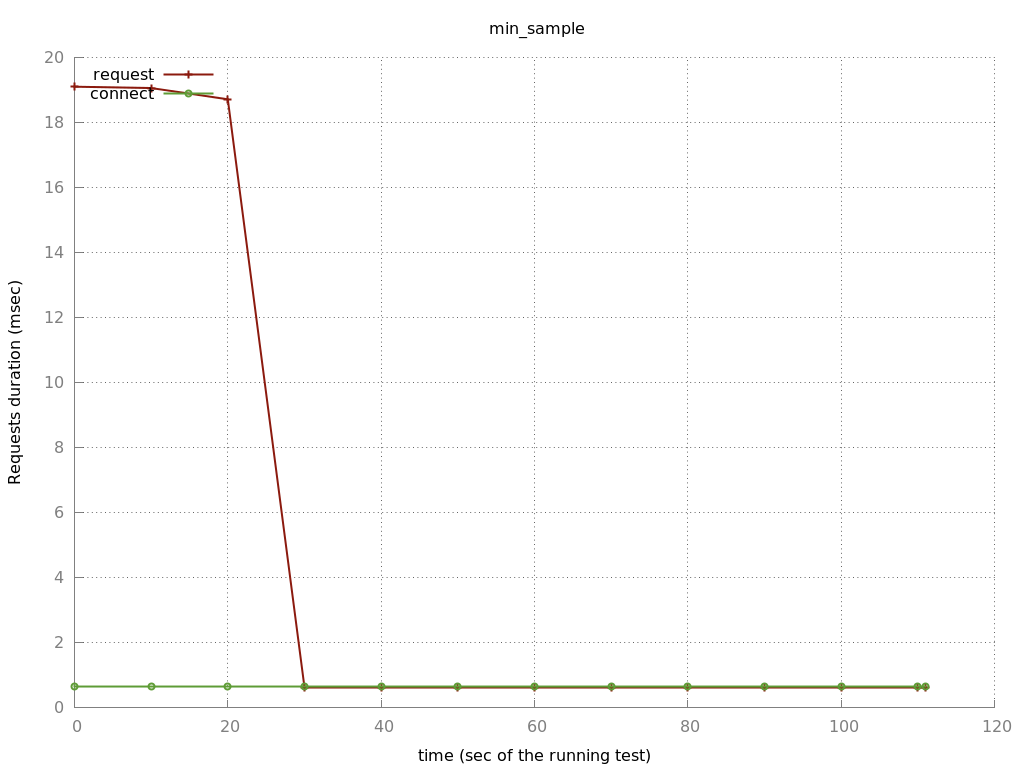 min_sample
request
connect
20
18
16
14
12
10
8
6
4
2
0
Requests duration (msec)
0 20 40 60 80 100 120
time (sec of the running test)